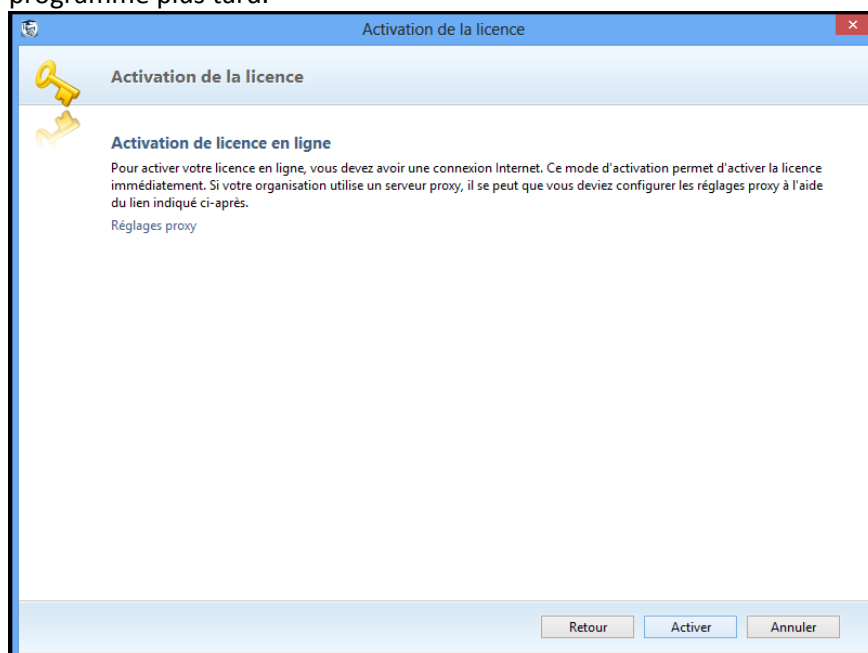 programme plus tard.
Activation de la licence
Activation de la licence
Activation de licence en ligne
Pour activer votre licence en ligne, vous devez avoir une connexion Internet. Ce mode d'activation permet d'activer la licence
immédiatement. Si votre organisation utilise un serveur proxy, il se peut que vous deviez configurer les réglages proxy à l'aide
du lien indiqué ci-après.
Réglages proxy
Retour
Activer
Annuler